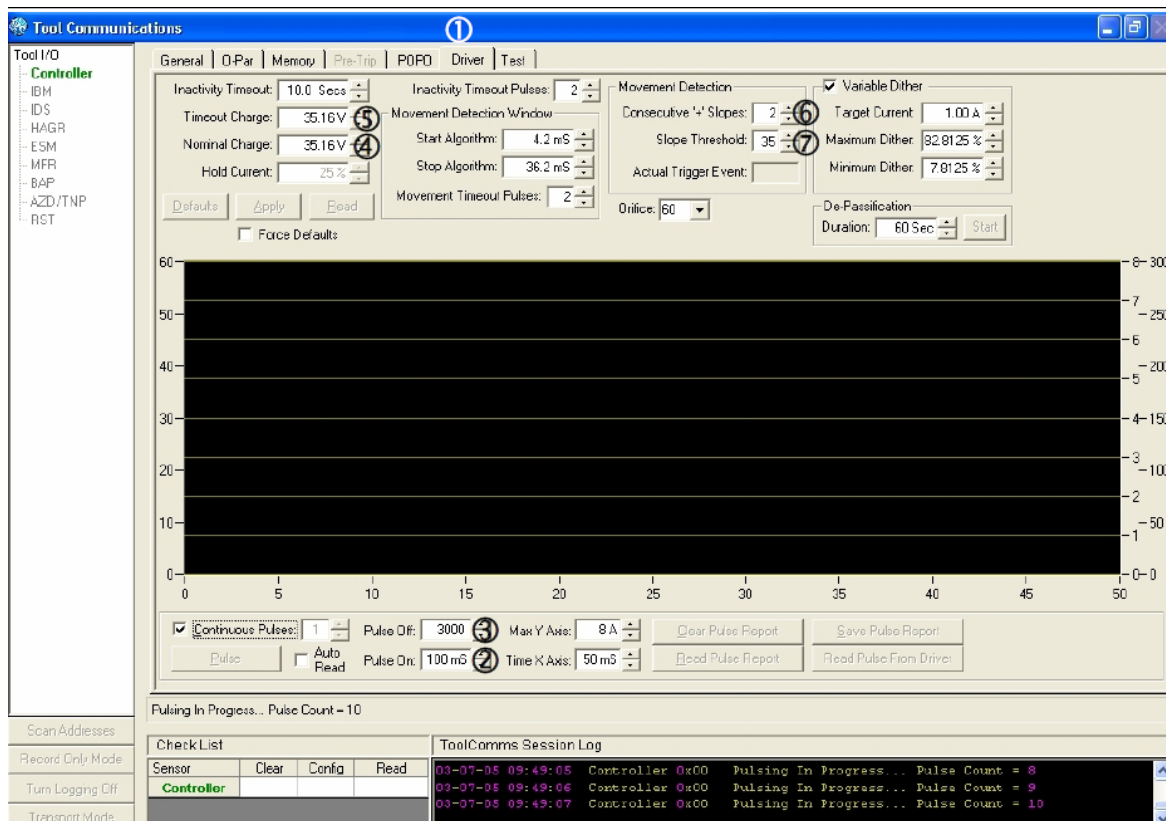 Tool Communications
①
Tool I/O
Controller
IBM
IDS
HAGR
ESM
MFR
BAP
AZD/TNP
RST
General O-Par Memory Pre-Trip POPO Driver Test
Inactivity Timeout: 10.0 Secs
Timeout Charge: 35.16 V ⑤
Nominal Charge: 35.16 V ④
Hold Current: 25 %
Defaults Apply Read
Force Defaults
Inactivity Timeout Pulses: 2
Movement Detection Window
Start Algorithm: 4.2 mS
Stop Algorithm: 36.2 mS
Movement Timeout Pulses: 2
Movement Detection
Consecutive '+' Slopes: 2 ⑥
Slope Threshold: 35 ⑦
Actual Trigger Event:
Orifice: 60
Variable Dither
Target Current: 1.00 A
Maximum Dither: 82.8125 %
Minimum Dither: 7.8125 %
De-Passification
Duration: 60 Sec Start
60 50 40 30 20 10 0
8 7 6 5 4 3 2 1 0
300 250 200 150 100 50 0
0 5 10 15 20 25 30 35 40 45 50
Continuous Pulses: 1 Pulse Off: 3000 ③ Max Y Axis: 8 A Clear Pulse Report Save Pulse Report
Pulse Auto Read Pulse On: 100 mS ② Time X Axis: 50 mS Read Pulse Report Read Pulse From Driver
Pulsing In Progress... Pulse Count = 10
Scan Addresses
Record Only Mode
Turn Logging Off
Transport Mode
Check List
Sensor Clear Config Read
Controller
ToolComms Session Log
03-07-05 09:49:05 Controller 0x00 Pulsing In Progress... Pulse Count = 8
03-07-05 09:49:06 Controller 0x00 Pulsing In Progress... Pulse Count = 9
03-07-05 09:49:07 Controller 0x00 Pulsing In Progress... Pulse Count = 10